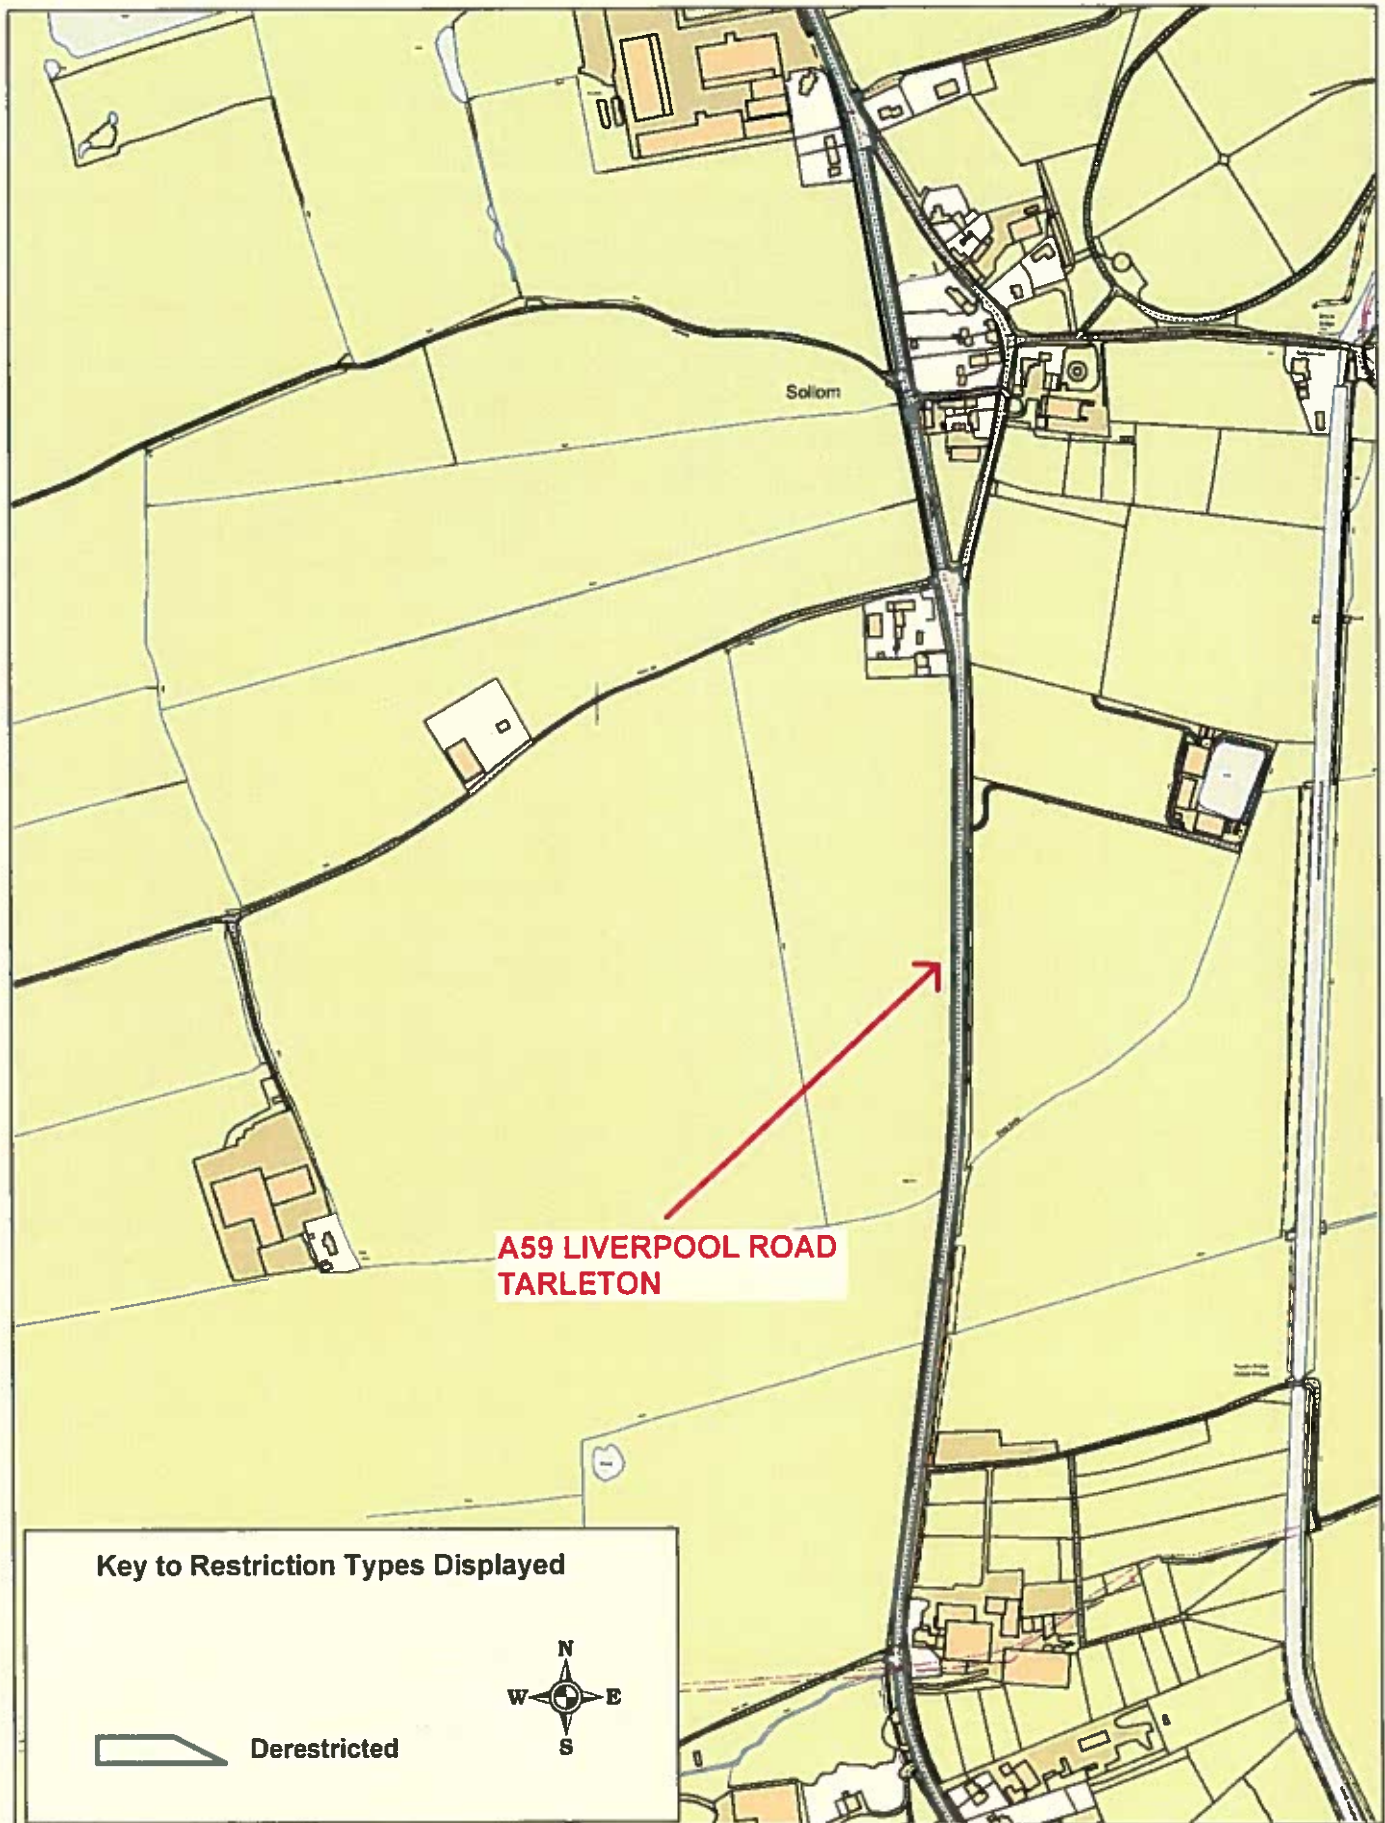 Sollom
A59 LIVERPOOL ROAD
TARLETON
Key to Restriction Types Displayed
N
W E
S
Derestricted